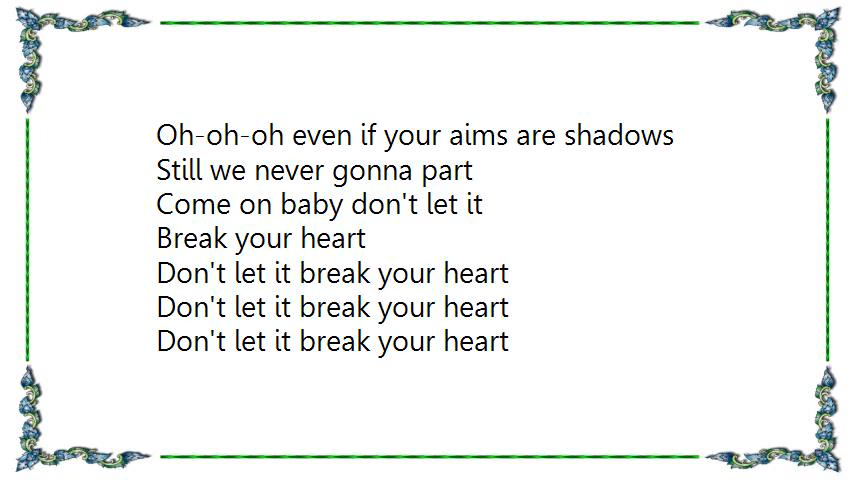 Oh-oh-oh even if your aims are shadows
Still we never gonna part
Come on baby don't let it
Break your heart
Don't let it break your heart
Don't let it break your heart
Don't let it break your heart